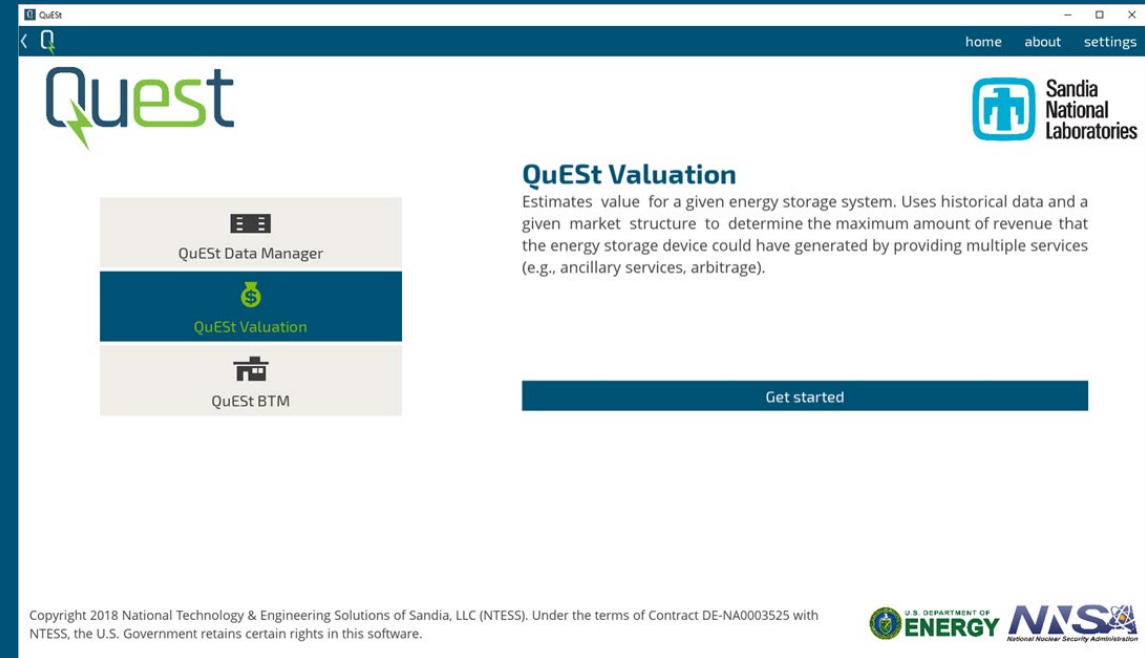 QuESt
home about settings
Quest
Sandia
National
Laboratories
QuESt Data Manager
QuESt Valuation
QuESt BTM
QuESt Valuation
Estimates value for a given energy storage system. Uses historical data and a
given market structure to determine the maximum amount of revenue that
the energy storage device could have generated by providing multiple services
(e.g., ancillary services, arbitrage).
Get started
Copyright 2018 National Technology & Engineering Solutions of Sandia, LLC (NTESS). Under the terms of Contract DE-NA0003525 with
NTESS, the U.S. Government retains certain rights in this software.
U.S. DEPARTMENT OF
ENERGY
NNSA
National Nuclear Security Administration